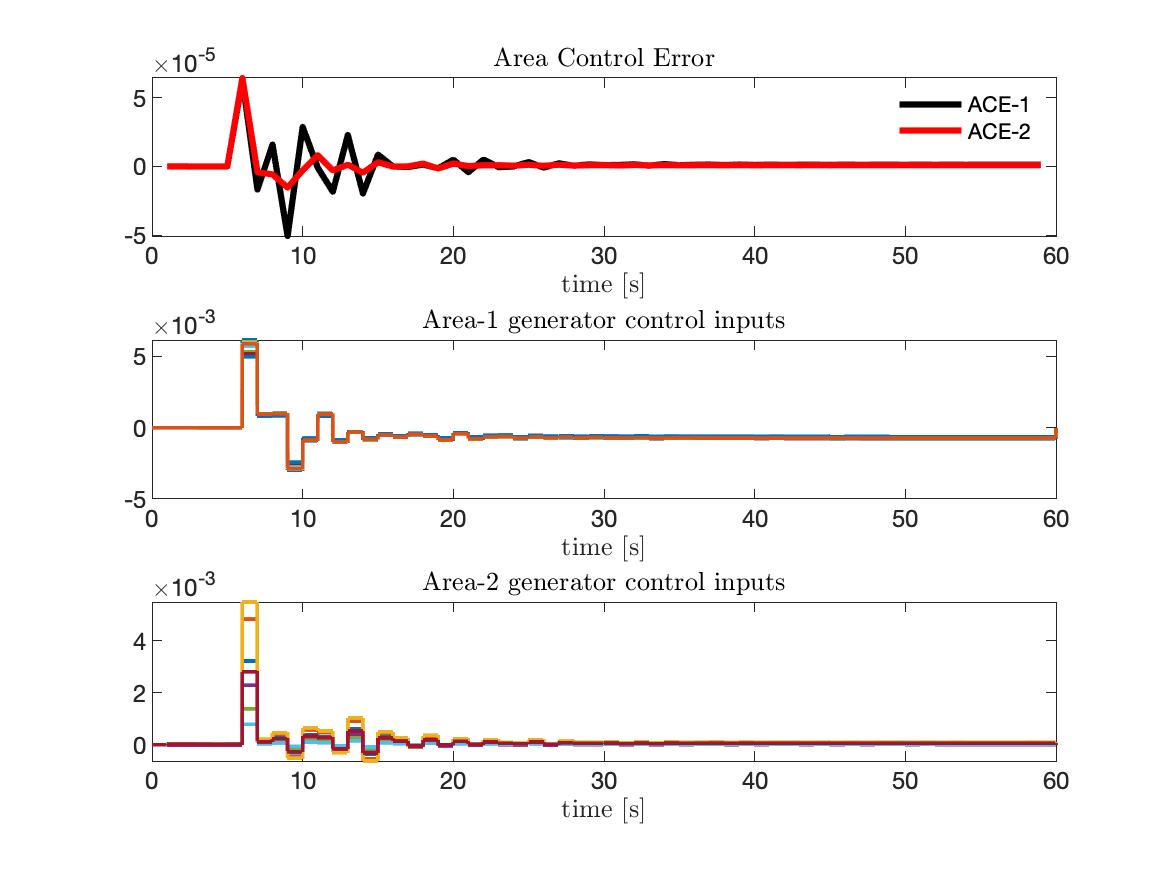 Area Control Error
×10⁻⁵
5
0
-5
ACE-1
ACE-2
0 10 20 30 40 50 60
time [s]
Area-1 generator control inputs
×10⁻³
5
0
-5
0 10 20 30 40 50 60
time [s]
Area-2 generator control inputs
×10⁻³
4
2
0
0 10 20 30 40 50 60
time [s]